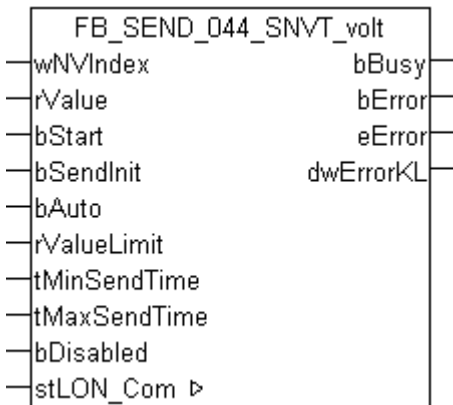 FB_SEND_044_SNVT_volt
wNVIndex bBusy
rValue bError
bStart eError
bSendInit dwErrorKL
bAuto
rValueLimit
tMinSendTime
tMaxSendTime
bDisabled
stLON_Com ▷